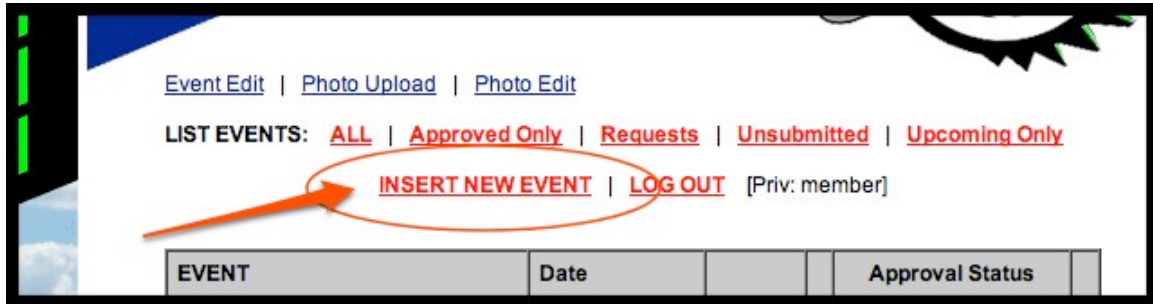 Event Edit | Photo Upload | Photo Edit
LIST EVENTS: ALL | Approved Only | Requests | Unsubmitted | Upcoming Only
INSERT NEW EVENT | LOG OUT [Priv: member]
EVENT Date Approval Status